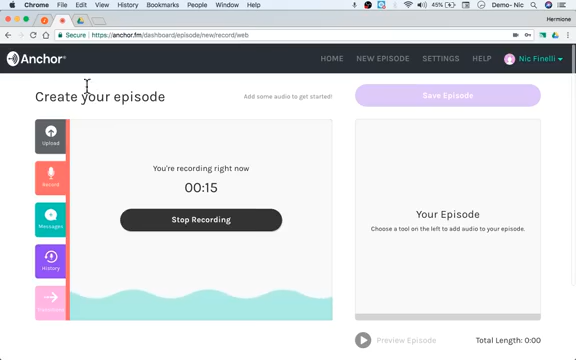 Chrome File Edit View History Bookmarks People Window Help 45% Demo- Nic
Hermione
Secure https://anchor.fm/dashboard/episode/new/record/web
Anchor HOME NEW EPISODE SETTINGS HELP Nic Finelli
Create your episode Add some audio to get started! Save Episode
Upload
Record
Messages
History
You're recording right now
00:15
Stop Recording
Your Episode
Choose a tool on the left to add audio to your episode.
Preview Episode Total Length: 0:00